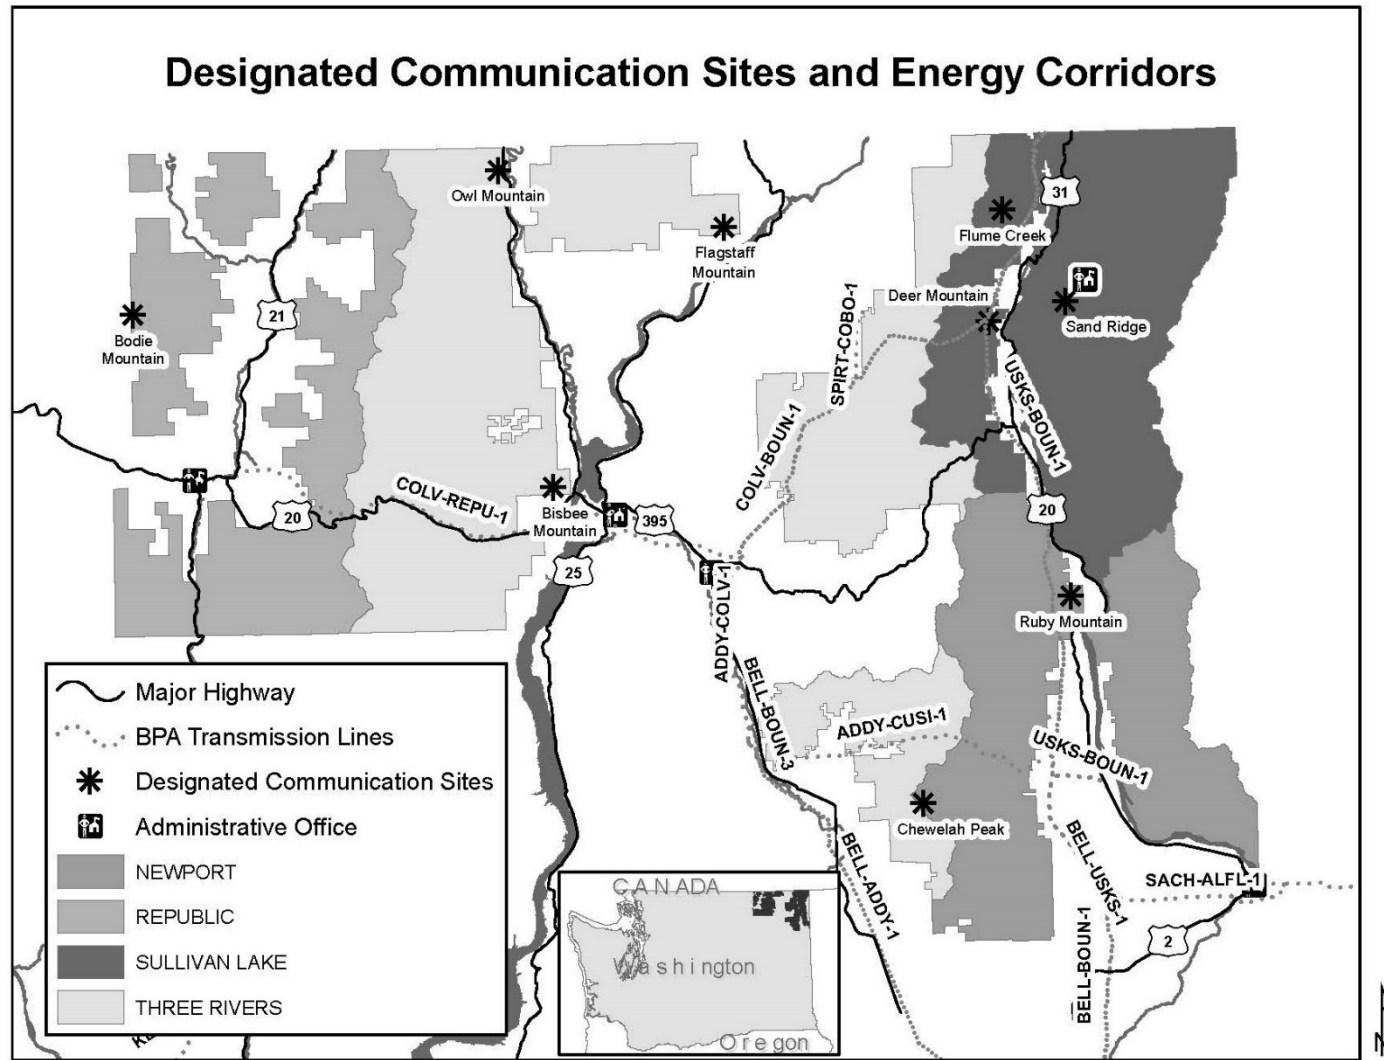 Designated Communication Sites and Energy Corridors
Owl Mountain
Flagstaff
Mountain
31
Flume Creek
Deer Mountain
Sand Ridge
21
Bodie
Mountain
SPIRT-COBO-1
USKS-BOUN-1
COLV-BOUN-1
COLV-REPU-1
20
Bisbee
Mountain
395
20
25
ADDY-COLV-1
Ruby Mountain
BELL-BOUN-3
ADDY-CUSI-1
USKS-BOUN-1
Chewelah Peak
BELL-ADDY-1
BELL-USKS-1
SACH-ALFL-1
BELL-BOUN-1
2
Major Highway
BPA Transmission Lines
Designated Communication Sites
Administrative Office
NEWPORT
REPUBLIC
SULLIVAN LAKE
THREE RIVERS
CANADA
Washington
Oregon